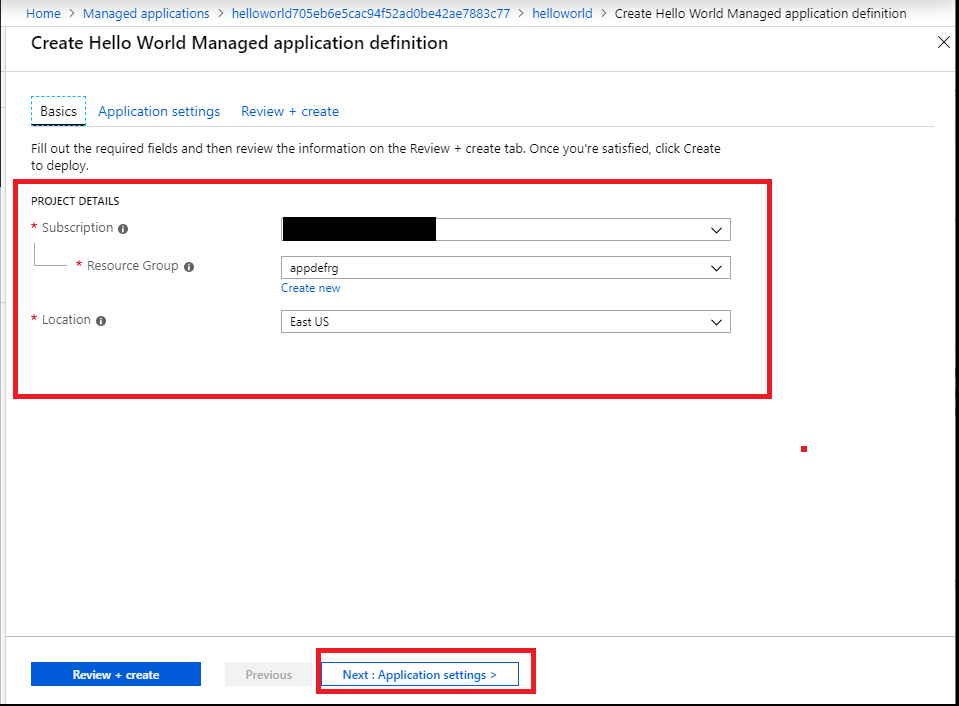 Home > Managed applications > helloworld705eb6e5cac94f52ad0be42ae7883c77 > helloworld > Create Hello World Managed application definition
Create Hello World Managed application definition
Basics Application settings Review + create
Fill out the required fields and then review the information on the Review + create tab. Once you're satisfied, click Create
to deploy.
PROJECT DETAILS
* Subscription
* Resource Group appdefrg
Create new
* Location East US
Review + create Previous Next : Application settings >